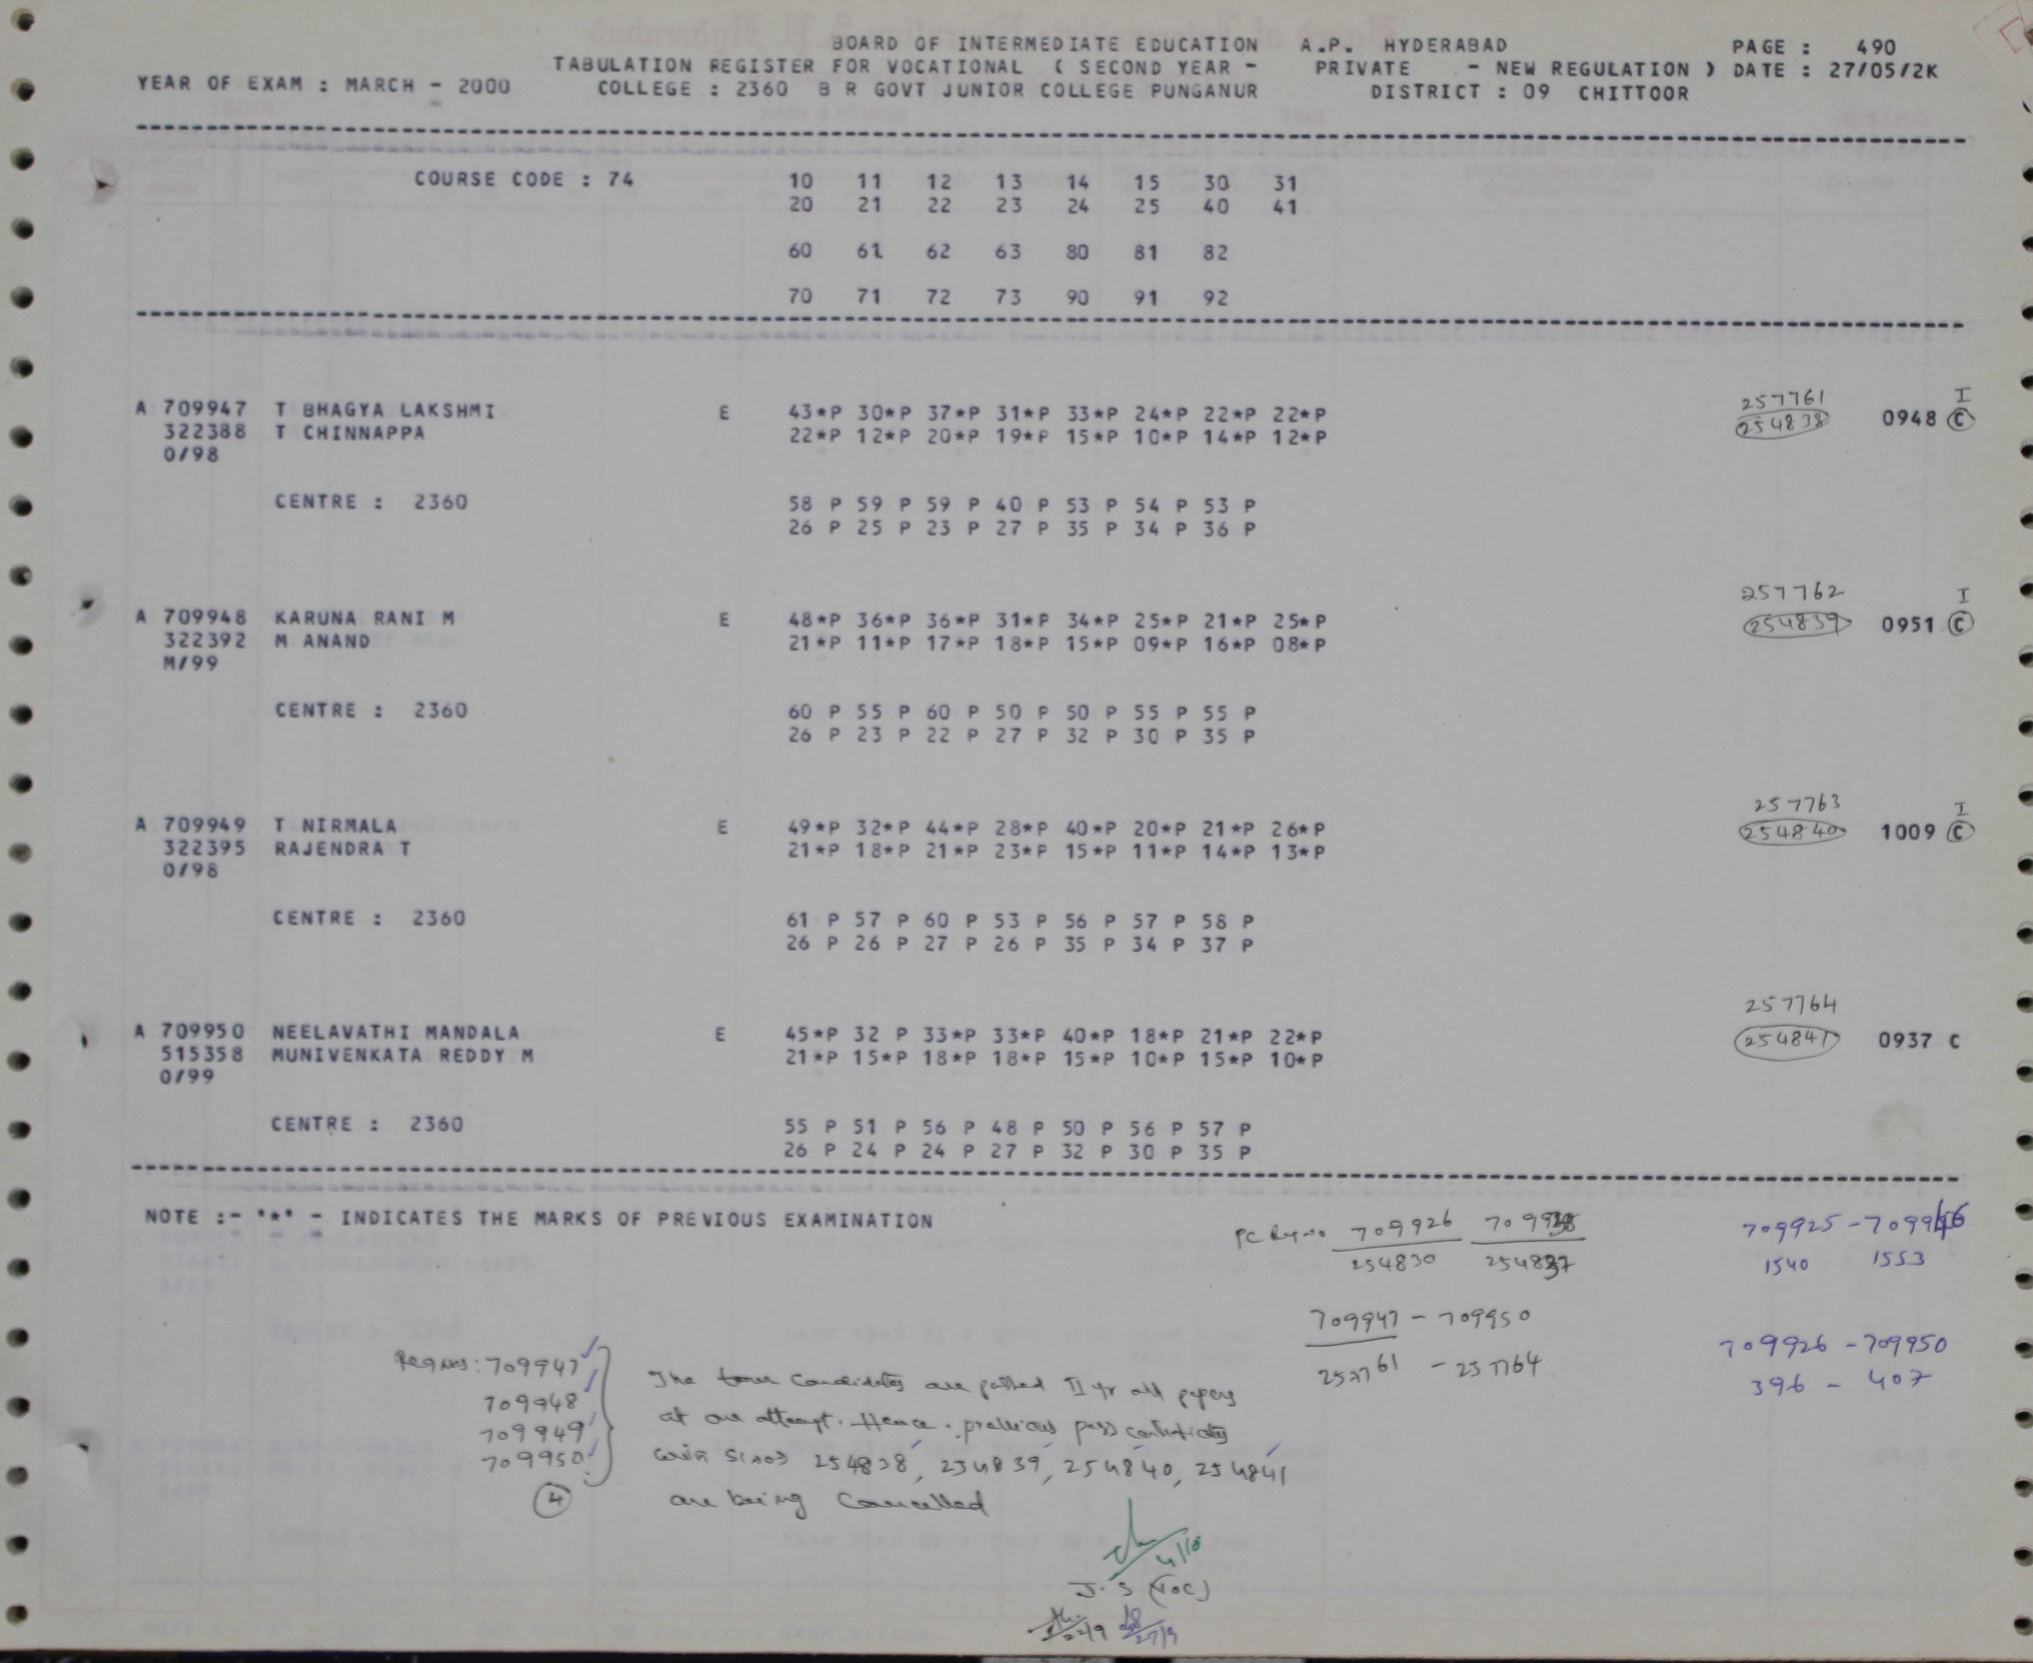 BOARD OF INTERMEDIATE EDUCATION A.P. HYDERABAD PAGE : 490
TABULATION REGISTER FOR VOCATIONAL ( SECOND YEAR - PRIVATE - NEW REGULATION ) DATE : 27/05/2K
YEAR OF EXAM : MARCH - 2000 COLLEGE : 2360 B R GOVT JUNIOR COLLEGE PUNGANUR DISTRICT : 09 CHITTOOR
COURSE CODE : 74 10 11 12 13 14 15 30 31
20 21 22 23 24 25 40 41
60 61 62 63 80 81 82
70 71 72 73 90 91 92
257761 I
A 709947 T BHAGYA LAKSHMI E 43*P 30*P 37*P 31*P 33*P 24*P 22*P 22*P 254838 0948 C
322388 T CHINNAPPA 22*P 12*P 20*P 19*P 15*P 10*P 14*P 12*P
0/98
CENTRE : 2360 58 P 59 P 59 P 40 P 53 P 54 P 53 P
26 P 25 P 23 P 27 P 35 P 34 P 36 P
257762 I
A 709948 KARUNA RANI M E 48*P 36*P 36*P 31*P 34*P 25*P 21*P 25*P 254839 0951 C
322392 M ANAND 21*P 11*P 17*P 18*P 15*P 09*P 16*P 08*P
M/99
CENTRE : 2360 60 P 55 P 60 P 50 P 50 P 55 P 55 P
26 P 23 P 22 P 27 P 32 P 30 P 35 P
257763 I
A 709949 T NIRMALA E 49*P 32*P 44*P 28*P 40*P 20*P 21*P 26*P 254840 1009 C
322395 RAJENDRA T 21*P 18*P 21*P 23*P 15*P 11*P 14*P 13*P
0/98
CENTRE : 2360 61 P 57 P 60 P 53 P 56 P 57 P 58 P
26 P 26 P 27 P 26 P 35 P 34 P 37 P
257764
A 709950 NEELAVATHI MANDALA E 45*P 32 P 33*P 33*P 40*P 18*P 21*P 22*P 254841 0937 C
515358 MUNIVENKATA REDDY M 21*P 15*P 18*P 18*P 15*P 10*P 15*P 10*P
0/99
CENTRE : 2360 55 P 51 P 56 P 48 P 50 P 56 P 57 P
26 P 24 P 24 P 27 P 32 P 30 P 35 P
NOTE :- '*' - INDICATES THE MARKS OF PREVIOUS EXAMINATION
709926 709925 - 709946
254830 254837 1540 1553
709947 - 709950
257761 - 257764
709926 - 709950
396 - 407
Reg nos: 709947
709948
709949
709950
4
The four Candidates are passed II yr all papers
at one attempt. Hence previous pass certificates
with S.Nos 254838, 254839, 254840, 254841
are being Cancelled
4/10
J. S (VOC)
22/9 27/9